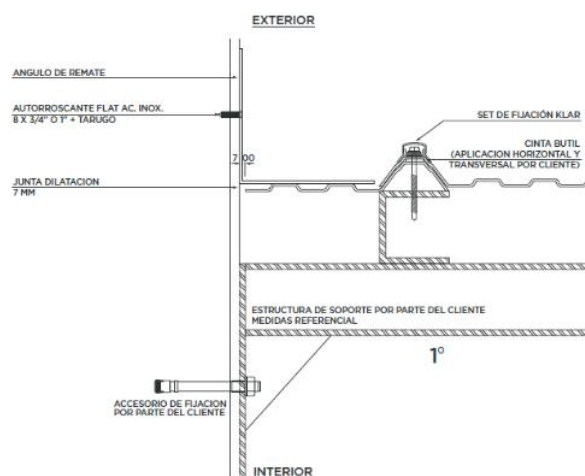 EXTERIOR
ANGULO DE REMATE
AUTORROSCANTE FLAT AC. INOX.
8 X 3/4" O 1" + TARUGO
SET DE FIJACIÓN KLAR
CINTA BUTIL
(APLICACION HORIZONTAL Y
TRANSVERSAL POR CLIENTE)
7,00
JUNTA DILATACION
7 MM
ESTRUCTURA DE SOPORTE POR PARTE DEL CLIENTE
MEDIDAS REFERENCIAL
1°
ACCESORIO DE FIJACION
POR PARTE DEL CLIENTE
INTERIOR